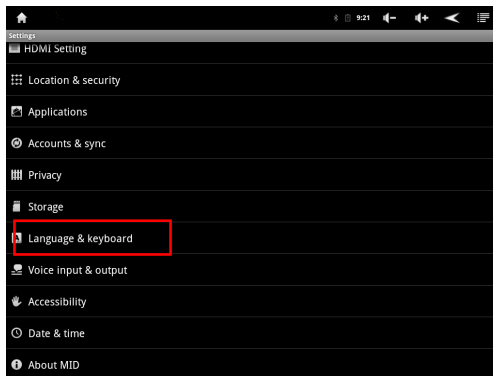 9:21
Settings
HDMI Setting
Location & security
Applications
Accounts & sync
Privacy
Storage
Language & keyboard
Voice input & output
Accessibility
Date & time
About MID